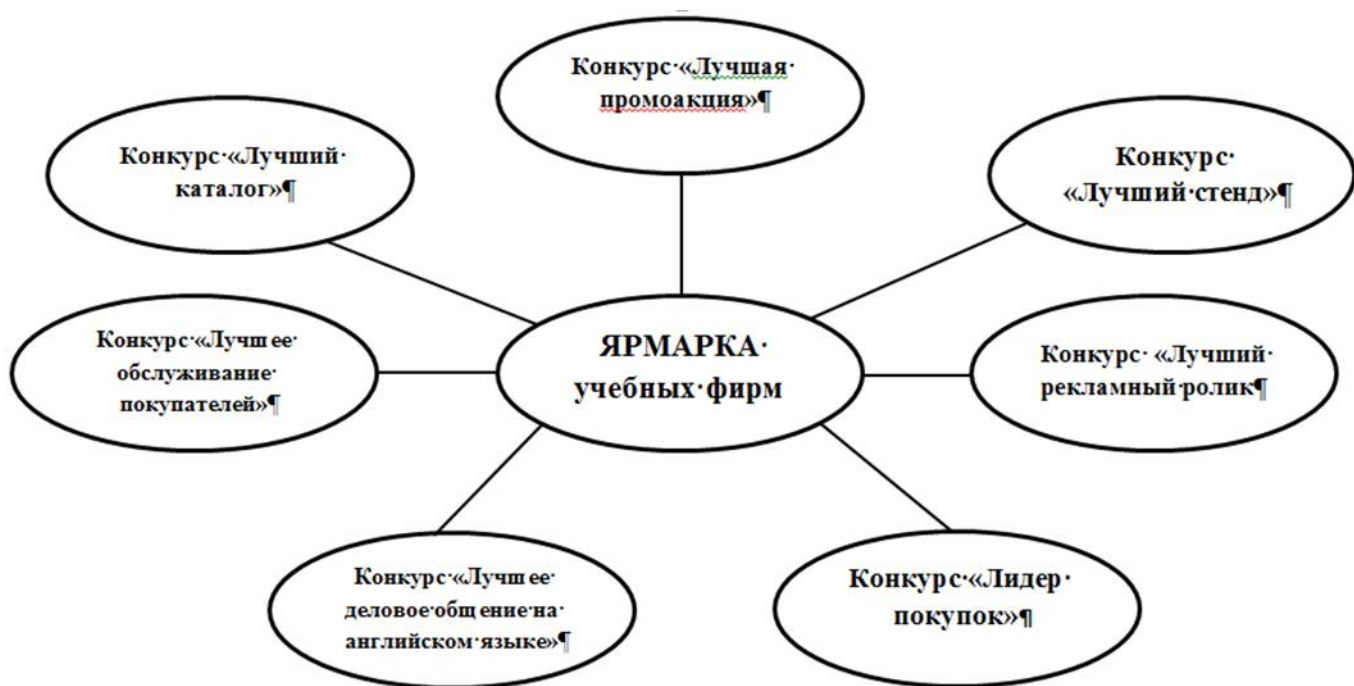 Конкурс·«Лучшая·
промоакция»¶
Конкурс·«Лучший·
каталог»¶
Конкурс·
«Лучший·стенд»¶
Конкурс·«Лучшее·
обслуживание·
покупателей»¶
ЯРМАРКА·
учебных·фирм
Конкурс· «Лучший·
рекламный·ролик¶
Конкурс·«Лучшее·
деловое·общение·на·
английском·языке»¶
Конкурс·«Лидер·
покупок»¶